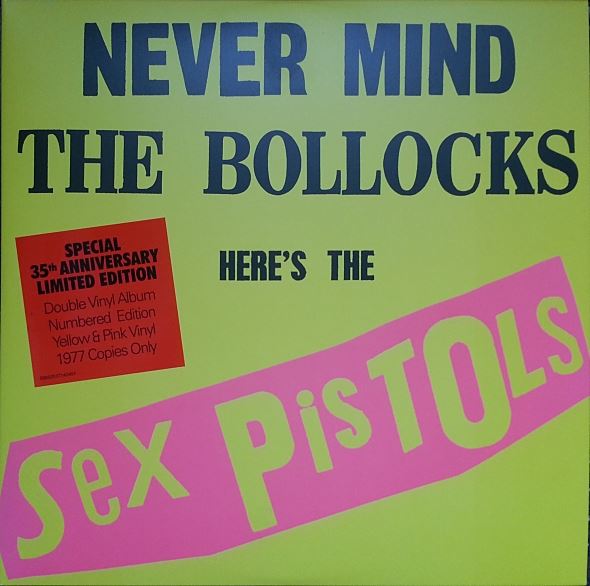 NEVER MIND
THE BOLLOCKS
HERE'S THE
SPECIAL
35th ANNIVERSARY
LIMITED EDITION
Double Vinyl Album
Numbered Edition
Yellow & Pink Vinyl
1977 Copies Only
Sex PisTOLS